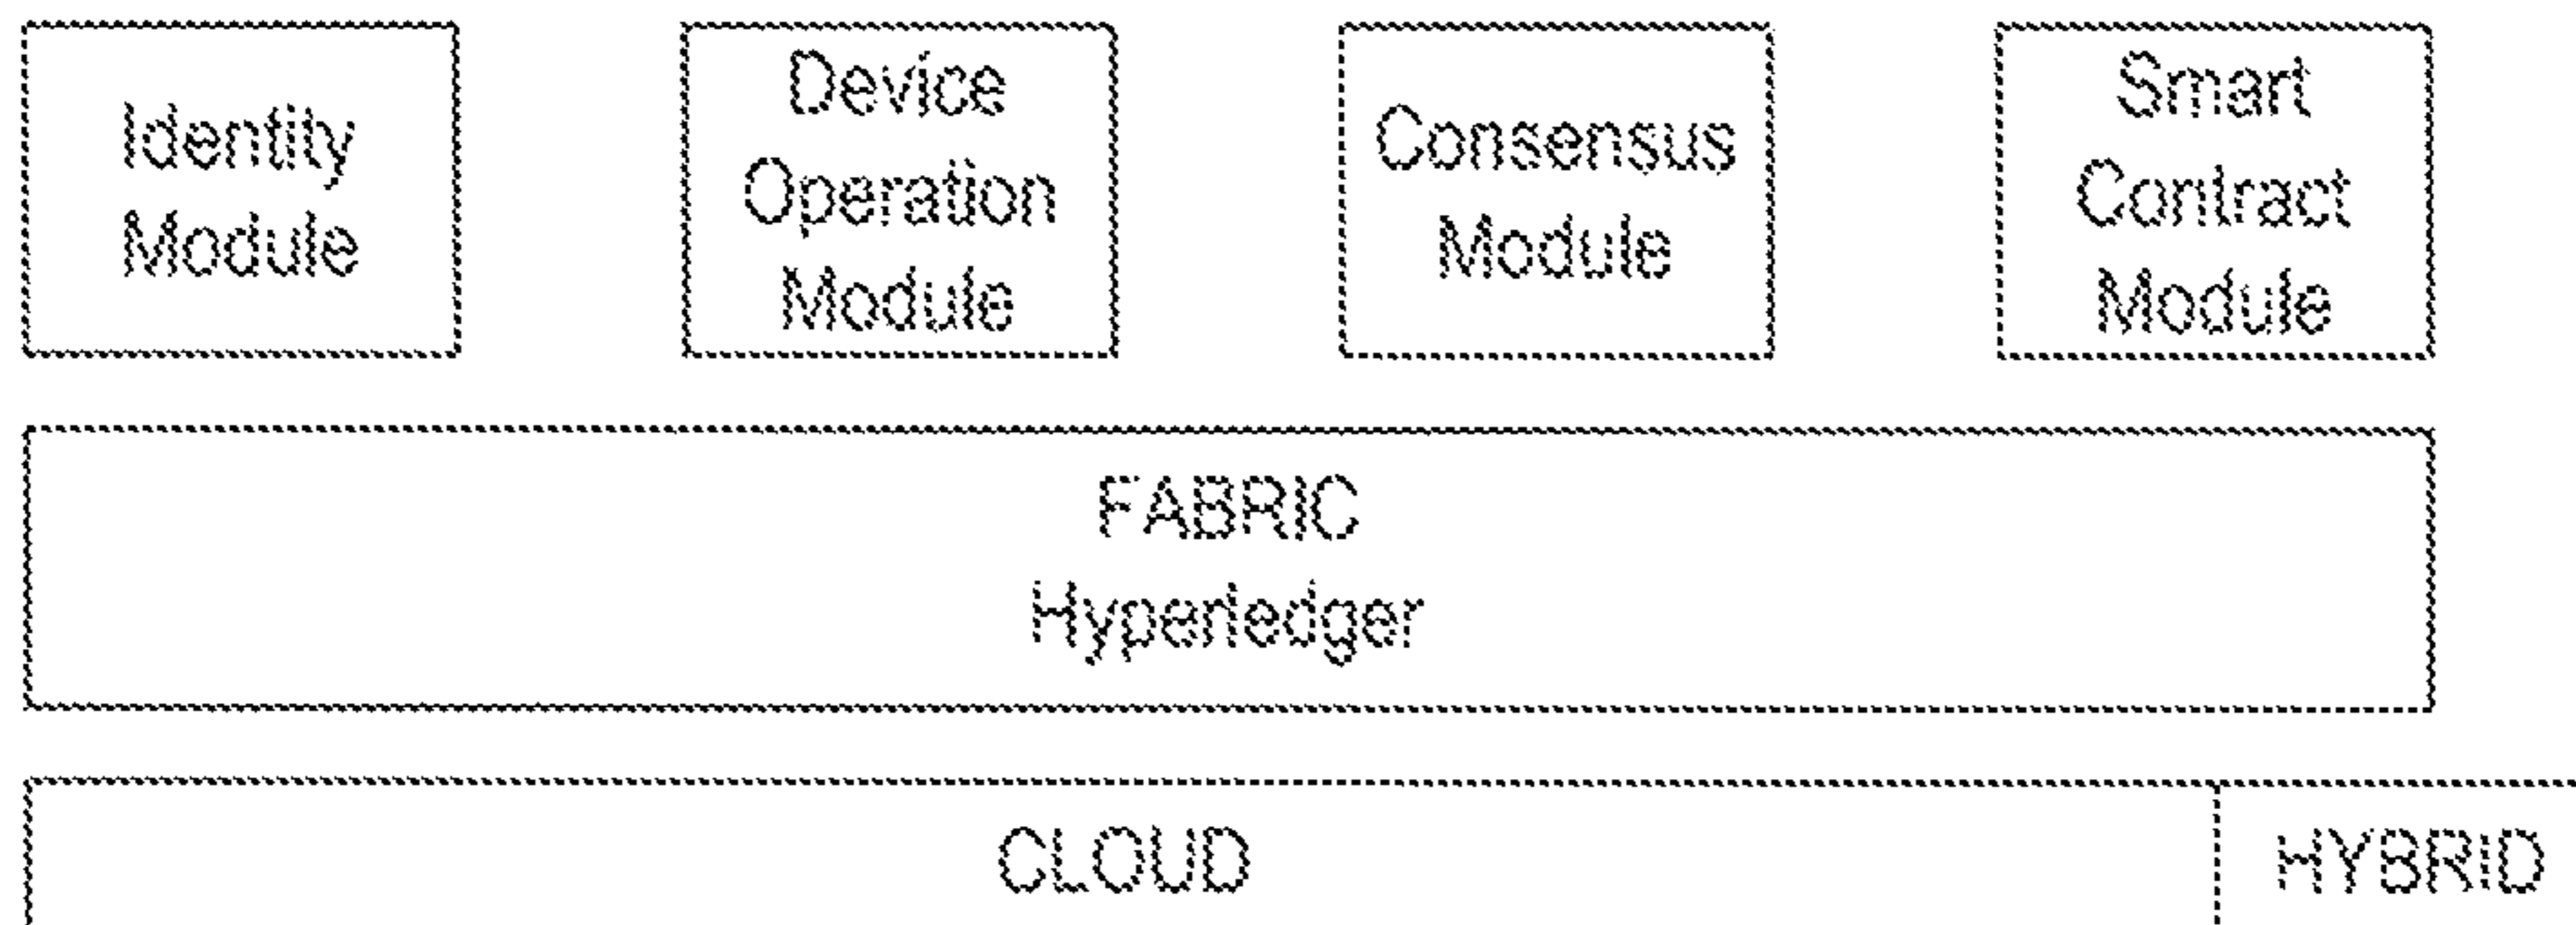 Identity
Module
Device
Operation
Module
Consensus
Module
Smart
Contract
Module
FABRIC
Hyperledger
CLOUD
HYBRID